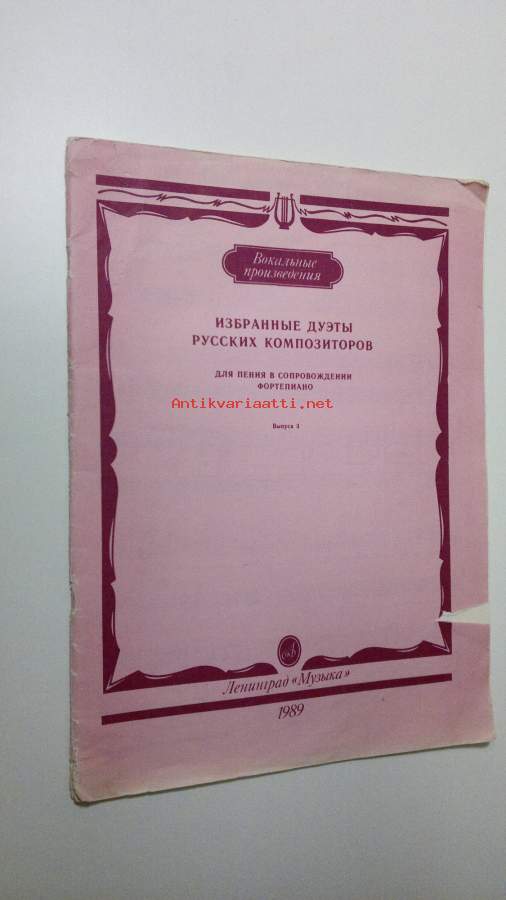 Вокальные
произведения
ИЗБРАННЫЕ ДУЭТЫ
РУССКИХ КОМПОЗИТОРОВ
ДЛЯ ПЕНИЯ В СОПРОВОЖДЕНИИ
ФОРТЕПИАНО
Antikvariaatti.net
Выпуск 3
Ленинград «Музыка»
1989